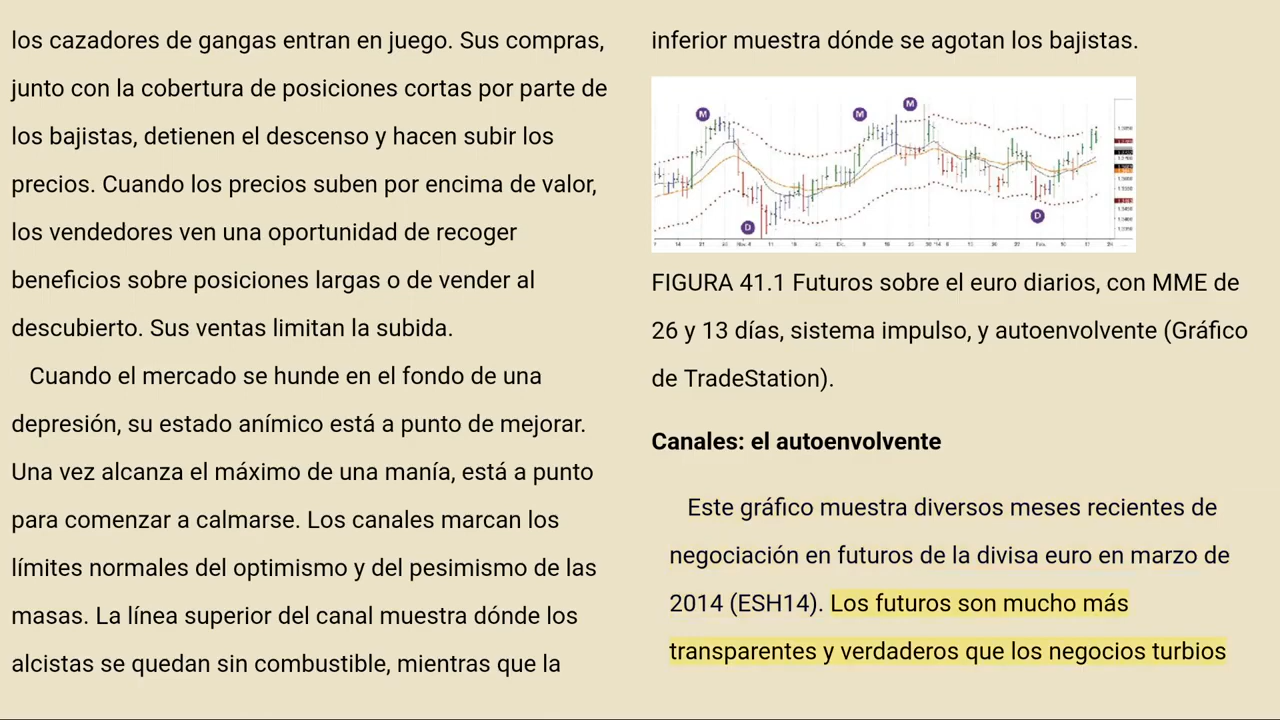 los cazadores de gangas entran en juego. Sus compras,
junto con la cobertura de posiciones cortas por parte de
los bajistas, detienen el descenso y hacen subir los
precios. Cuando los precios suben por encima de valor,
los vendedores ven una oportunidad de recoger
beneficios sobre posiciones largas o de vender al
descubierto. Sus ventas limitan la subida.
Cuando el mercado se hunde en el fondo de una
depresión, su estado anímico está a punto de mejorar.
Una vez alcanza el máximo de una manía, está a punto
para comenzar a calmarse. Los canales marcan los
límites normales del optimismo y del pesimismo de las
masas. La línea superior del canal muestra dónde los
alcistas se quedan sin combustible, mientras que la
inferior muestra dónde se agotan los bajistas.
M
M
M
D
D
FIGURA 41.1 Futuros sobre el euro diarios, con MME de
26 y 13 días, sistema impulso, y autoenvolvente (Gráfico
de TradeStation).
Canales: el autoenvolvente
Este gráfico muestra diversos meses recientes de
negociación en futuros de la divisa euro en marzo de
2014 (ESH14). Los futuros son mucho más
transparentes y verdaderos que los negocios turbios